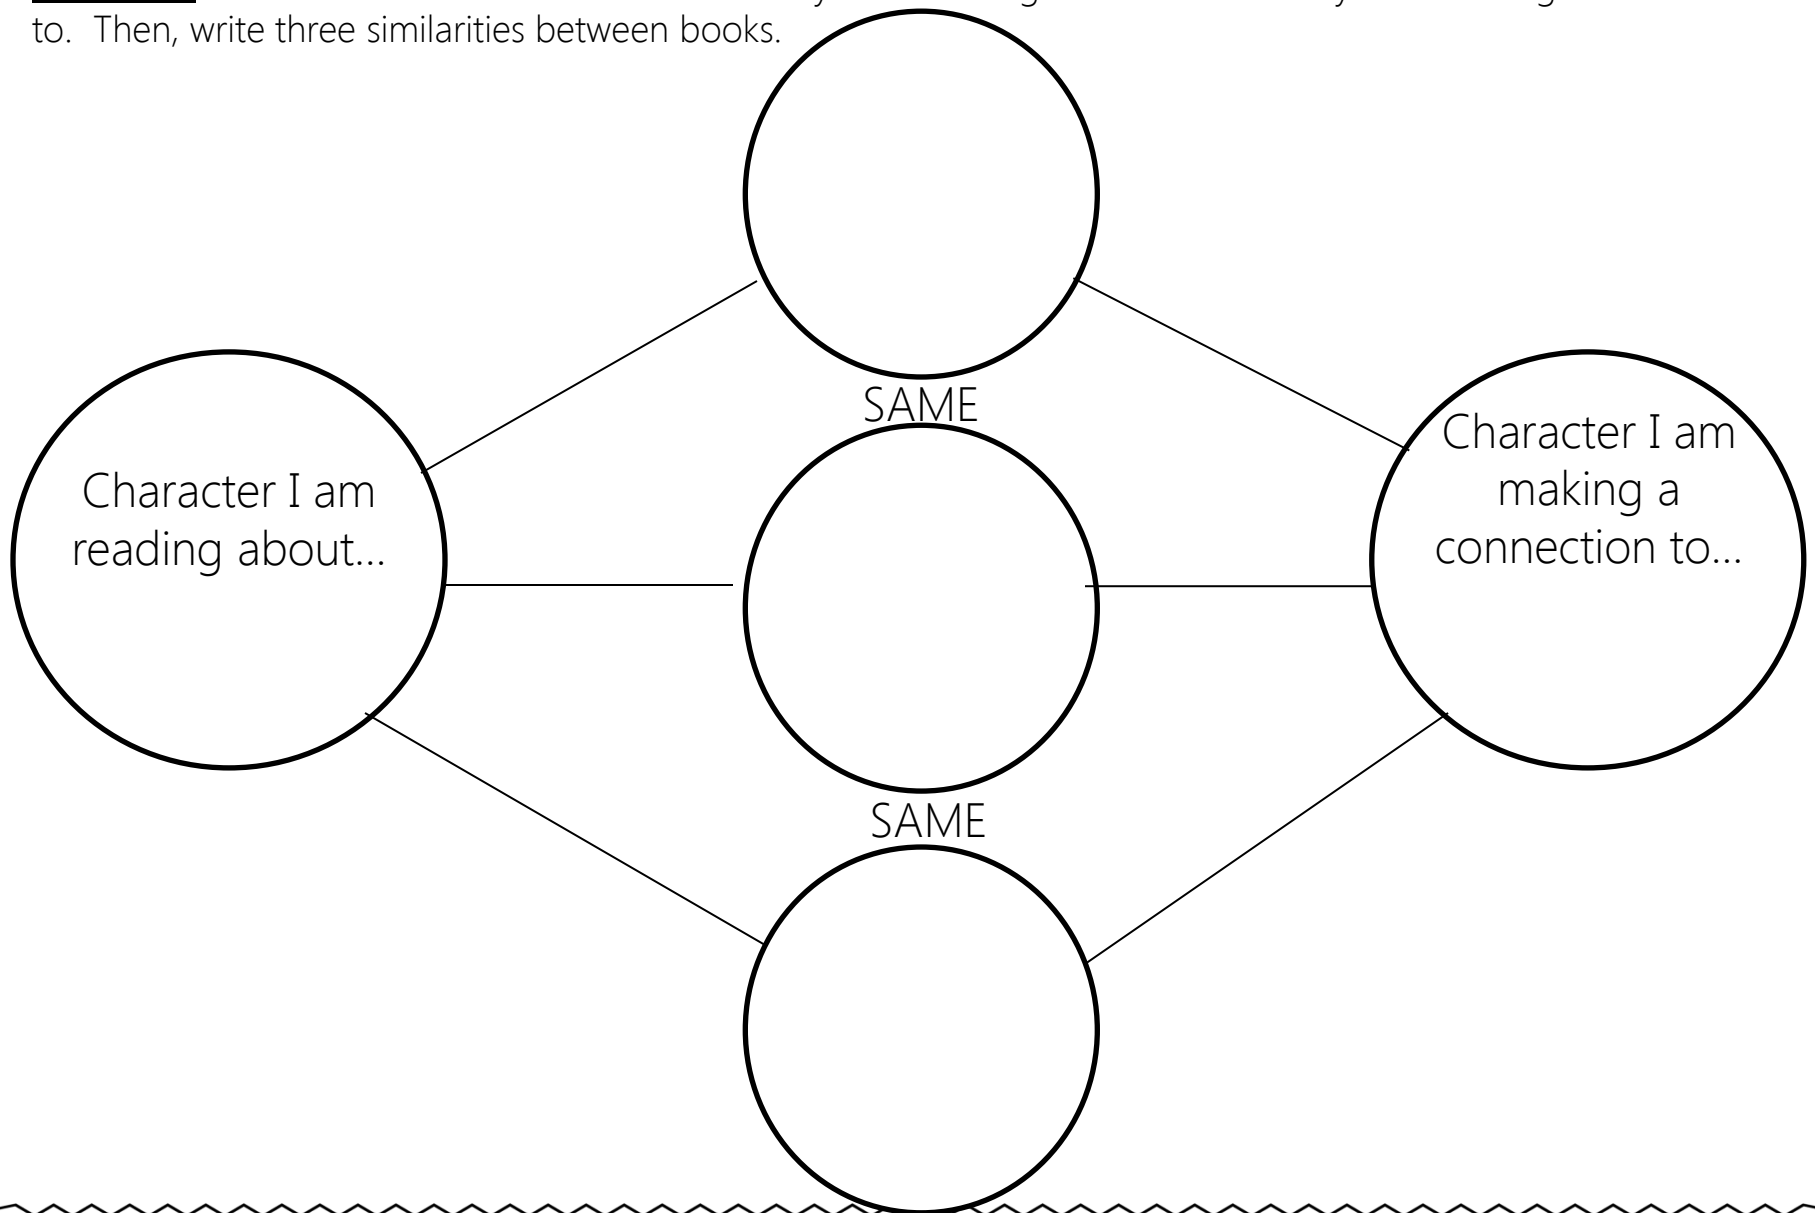 to. Then, write three similarities between books.
SAME
Character I am
reading about...
Character I am
making a
connection to...
SAME